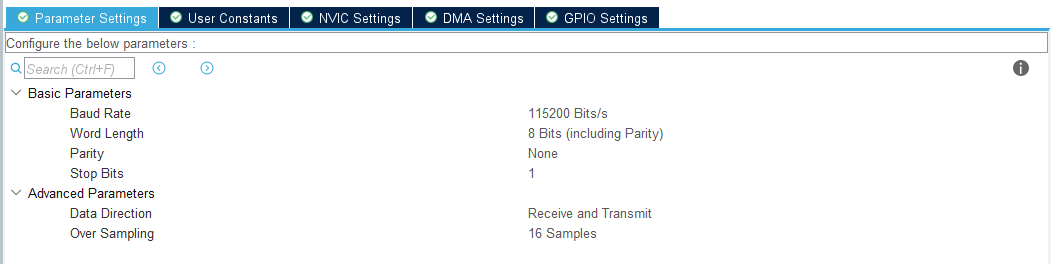 Parameter Settings User Constants NVIC Settings DMA Settings GPIO Settings
Configure the below parameters :
Search (Ctrl+F)
Basic Parameters
Baud Rate 115200 Bits/s
Word Length 8 Bits (including Parity)
Parity None
Stop Bits 1
Advanced Parameters
Data Direction Receive and Transmit
Over Sampling 16 Samples